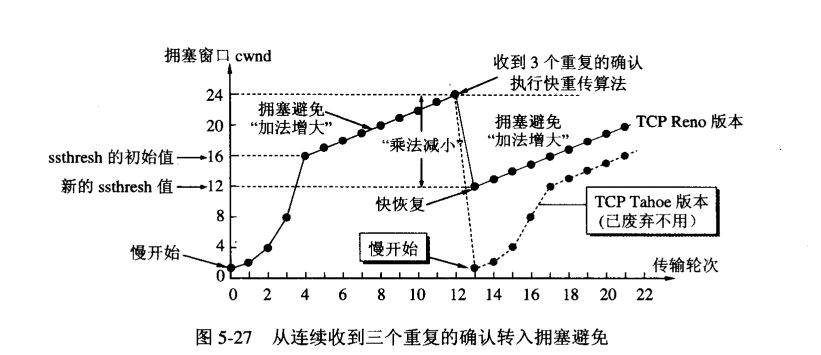 拥塞窗口 cwnd
收到 3 个重复的确认
执行快重传算法
24
拥塞避免
“加法增大”
20
拥塞避免
“加法增大”
TCP Reno 版本
“乘法减小”
ssthresh 的初始值
16
新的 ssthresh 值
12
快恢复
TCP Tahoe 版本
(已废弃不用)
8
慢开始
4
慢开始
0
传输轮次
0 2 4 6 8 10 12 14 16 18 20 22
图 5-27 从连续收到三个重复的确认转入拥塞避免